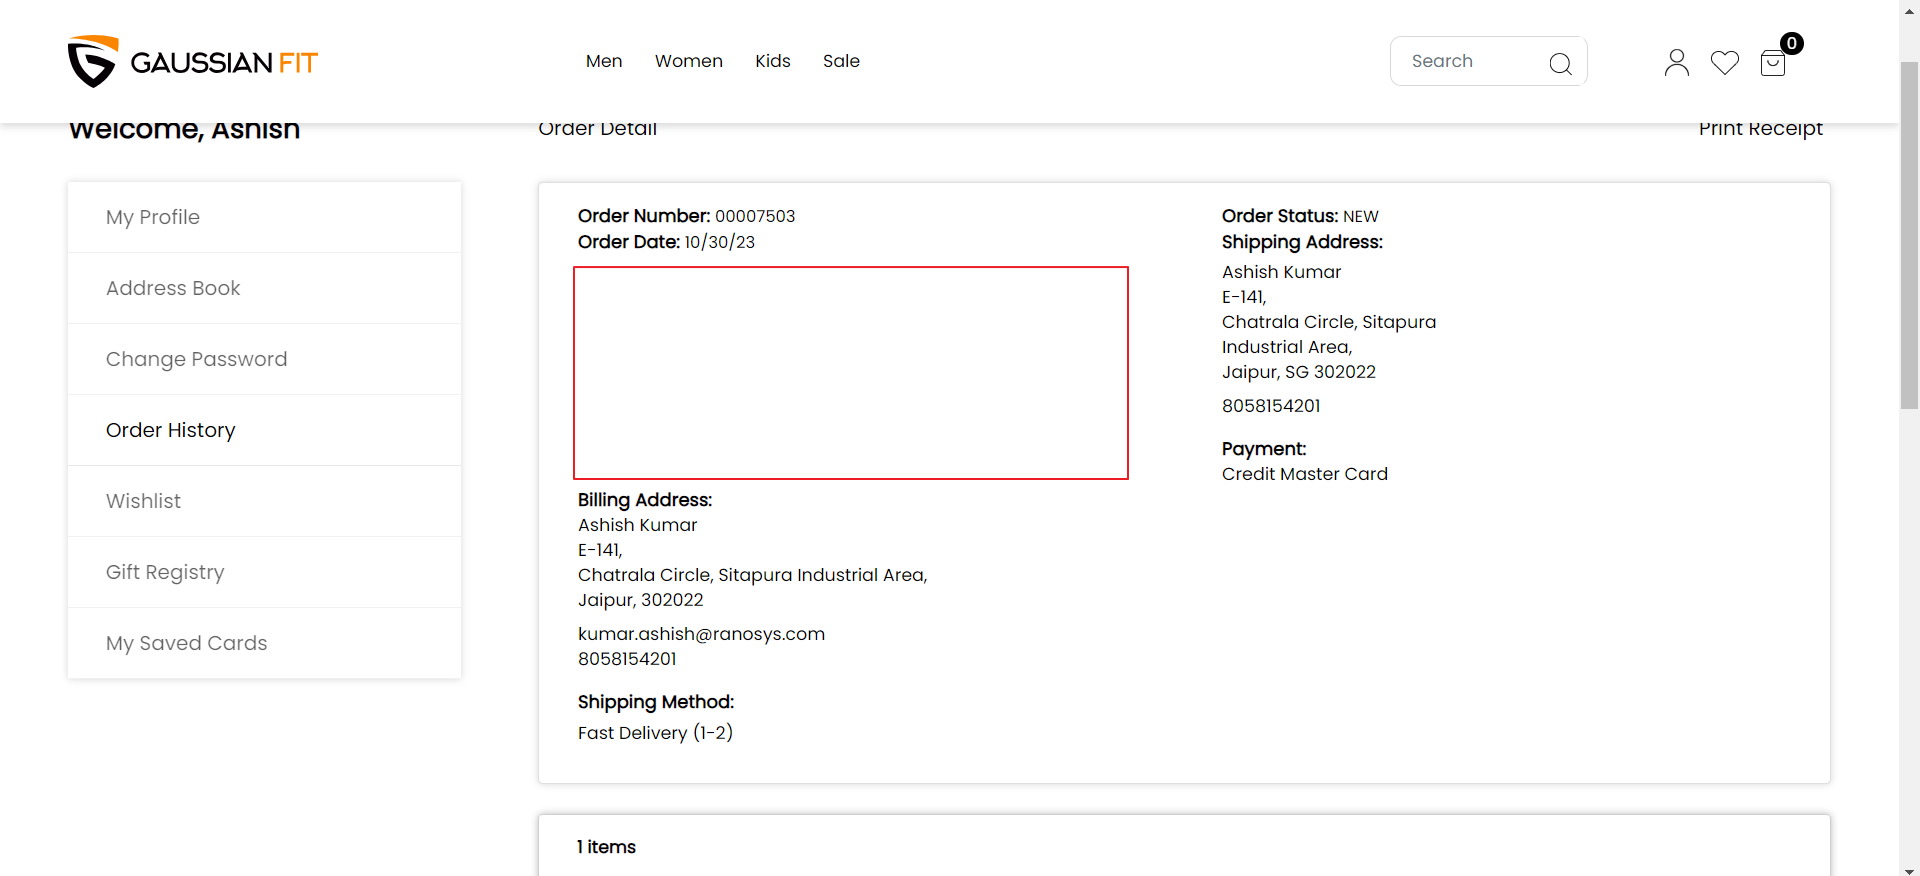 GAUSSIAN FIT
Men
Women
Kids
Sale
Search
0
Welcome, Ashish
Order Detail
Print Receipt
My Profile
Address Book
Change Password
Order History
Wishlist
Gift Registry
My Saved Cards
Order Number: 00007503
Order Date: 10/30/23
Billing Address:
Ashish Kumar
E-141,
Chatrala Circle, Sitapura Industrial Area,
Jaipur, 302022
kumar.ashish@ranosys.com
8058154201
Shipping Method:
Fast Delivery (1-2)
Order Status: NEW
Shipping Address:
Ashish Kumar
E-141,
Chatrala Circle, Sitapura
Industrial Area,
Jaipur, SG 302022
8058154201
Payment:
Credit Master Card
1 items